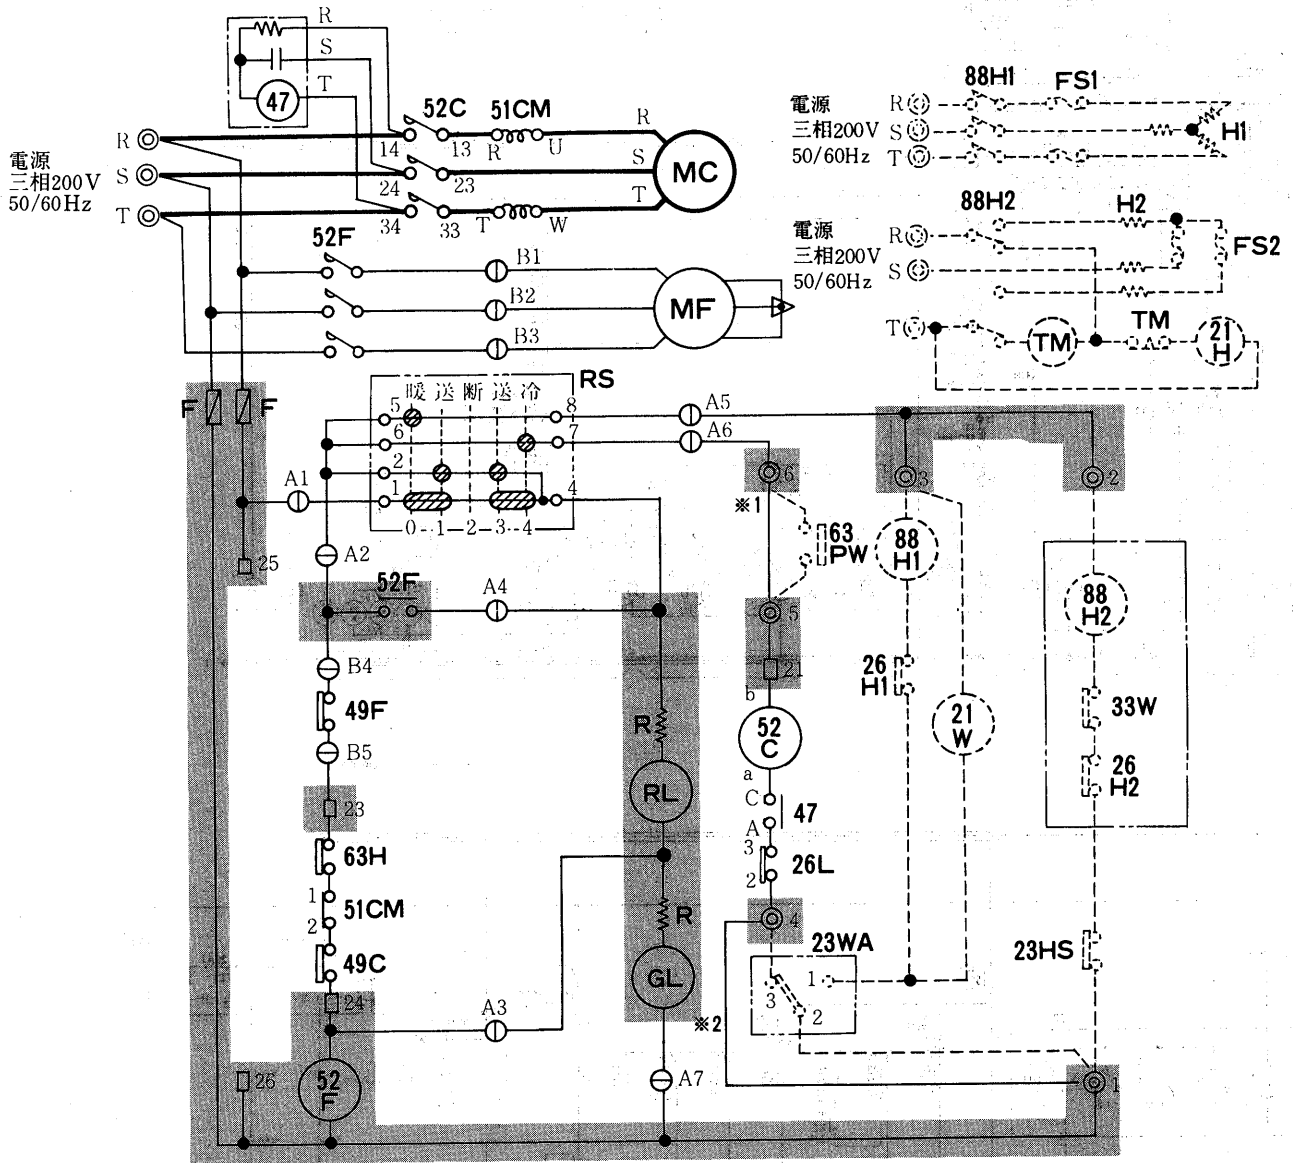 R
S
T
47
電源
三相200V
50/60Hz
R
S
T
52C
51CM
14
13
R
U
R
24
23
S
34
33
T
W
T
MC
88H1
FS1
電源
三相200V
50/60Hz
R
S
T
H1
88H2
H2
電源
三相200V
50/60Hz
R
S
T
FS2
TM
TM
21
H
52F
B1
B2
B3
MF
F
F
RS
暖 送 断 送 冷
5
8
6
7
2
1
4
0--1—2—3--4
A5
A6
A1
25
A2
52F
A4
B4
49F
B5
23
63H
1
51CM
2
49C
24
A3
52
F
26
R
RL
R
GL
※2
A7
6
※1
63
PW
5
21
b
52
C
a
C
47
A
3
26L
2
4
23WA
3
1
2
3
88
H1
26
H1
21
W
2
88
H2
33W
26
H2
23HS
1